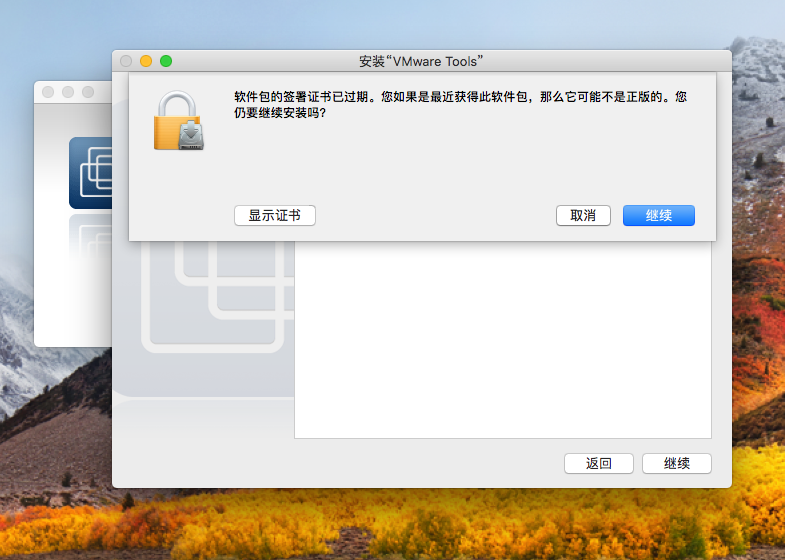 安装“VMware Tools”
软件包的签署证书已过期。您如果是最近获得此软件包，那么它可能不是正版的。您
仍要继续安装吗？
显示证书
取消
继续
返回
继续